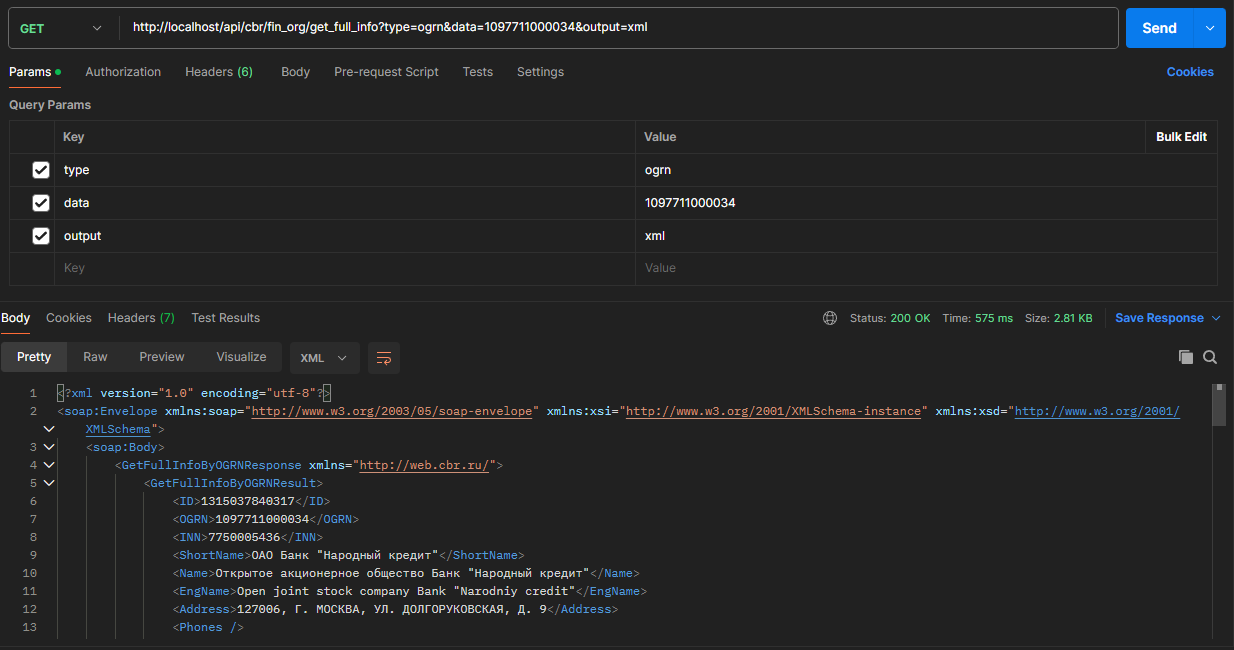 GET http://localhost/api/cbr/fin_org/get_full_info?type=ogrn&data=1097711000034&output=xml Send
Params Authorization Headers (6) Body Pre-request Script Tests Settings Cookies
Query Params
Key Value Bulk Edit
type ogrn
data 1097711000034
output xml
Key Value
Body Cookies Headers (7) Test Results Status: 200 OK Time: 575 ms Size: 2.81 KB Save Response
Pretty Raw Preview Visualize XML
1 <?xml version="1.0" encoding="utf-8"?>
2 <soap:Envelope xmlns:soap="http://www.w3.org/2003/05/soap-envelope" xmlns:xsi="http://www.w3.org/2001/XMLSchema-instance" xmlns:xsd="http://www.w3.org/2001/
XMLSchema">
3 <soap:Body>
4 <GetFullInfoByOGRNResponse xmlns="http://web.cbr.ru/">
5 <GetFullInfoByOGRNResult>
6 <ID>1315037840317</ID>
7 <OGRN>1097711000034</OGRN>
8 <INN>7750005436</INN>
9 <ShortName>ОАО Банк "Народный кредит"</ShortName>
10 <Name>Открытое акционерное общество Банк "Народный кредит"</Name>
11 <EngName>Open joint stock company Bank "Narodniy credit"</EngName>
12 <Address>127006, Г. МОСКВА, УЛ. ДОЛГОРУКОВСКАЯ, Д. 9</Address>
13 <Phones />